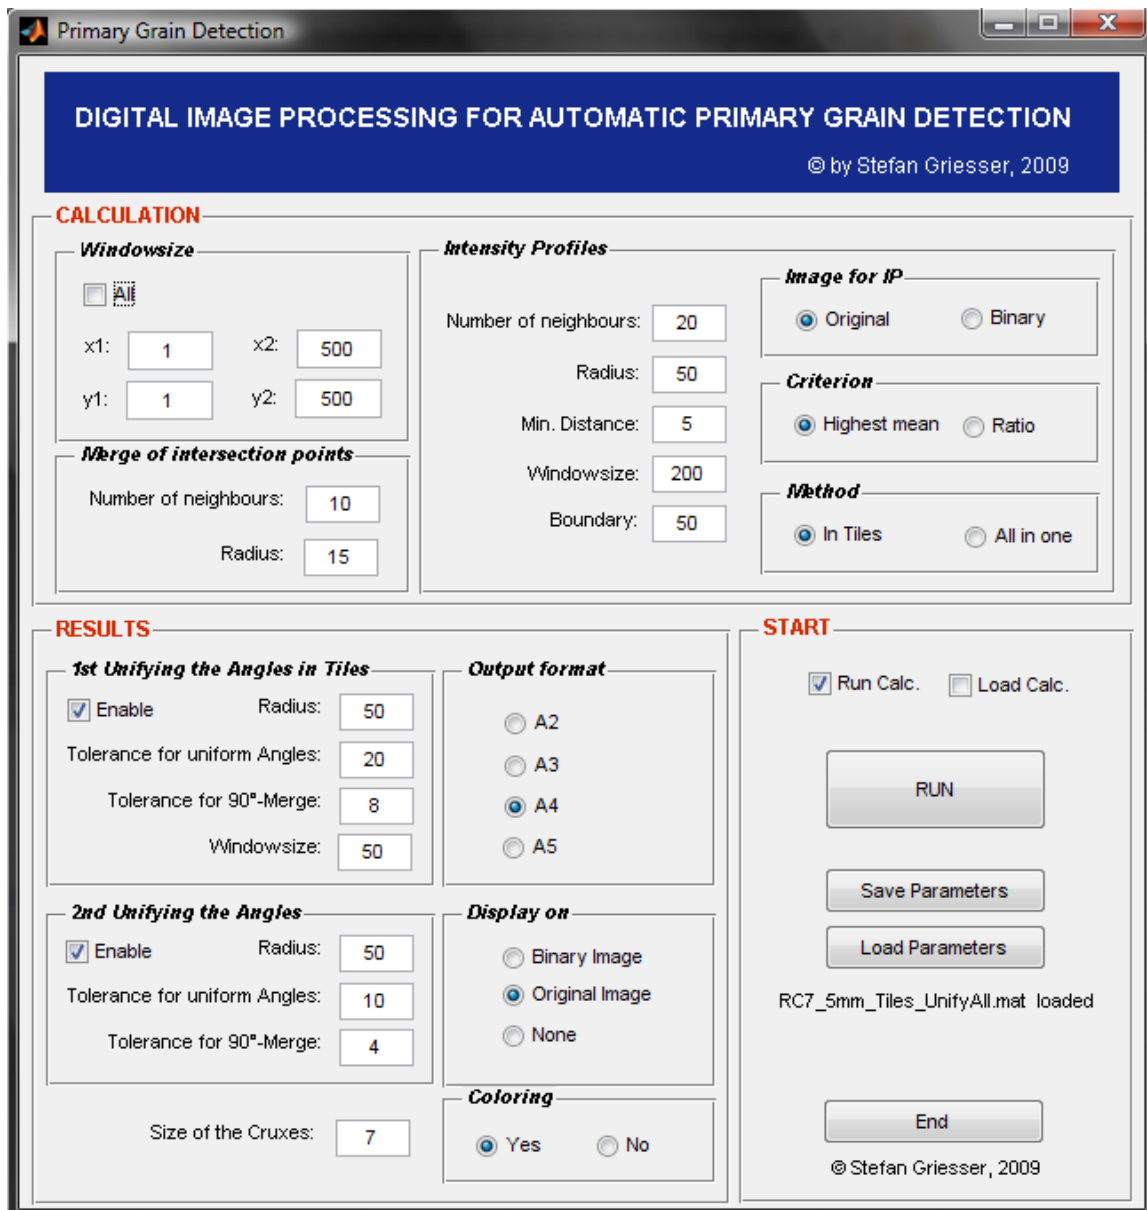 Primary Grain Detection
DIGITAL IMAGE PROCESSING FOR AUTOMATIC PRIMARY GRAIN DETECTION
© by Stefan Griesser, 2009
CALCULATION
Windowsize
All
x1: 1 x2: 500
y1: 1 y2: 500
Merge of intersection points
Number of neighbours: 10
Radius: 15
Intensity Profiles
Number of neighbours: 20
Radius: 50
Min. Distance: 5
Windowsize: 200
Boundary: 50
Image for IP
Original Binary
Criterion
Highest mean Ratio
Method
In Tiles All in one
RESULTS
1st Unifying the Angles in Tiles
Enable Radius: 50
Tolerance for uniform Angles: 20
Tolerance for 90°-Merge: 8
Windowsize: 50
2nd Unifying the Angles
Enable Radius: 50
Tolerance for uniform Angles: 10
Tolerance for 90°-Merge: 4
Size of the Cruxes: 7
Output format
A2
A3
A4
A5
Display on
Binary Image
Original Image
None
Coloring
Yes No
START
Run Calc. Load Calc.
RUN
Save Parameters
Load Parameters
RC7_5mm_Tiles_UnifyAll.mat loaded
End
© Stefan Griesser, 2009